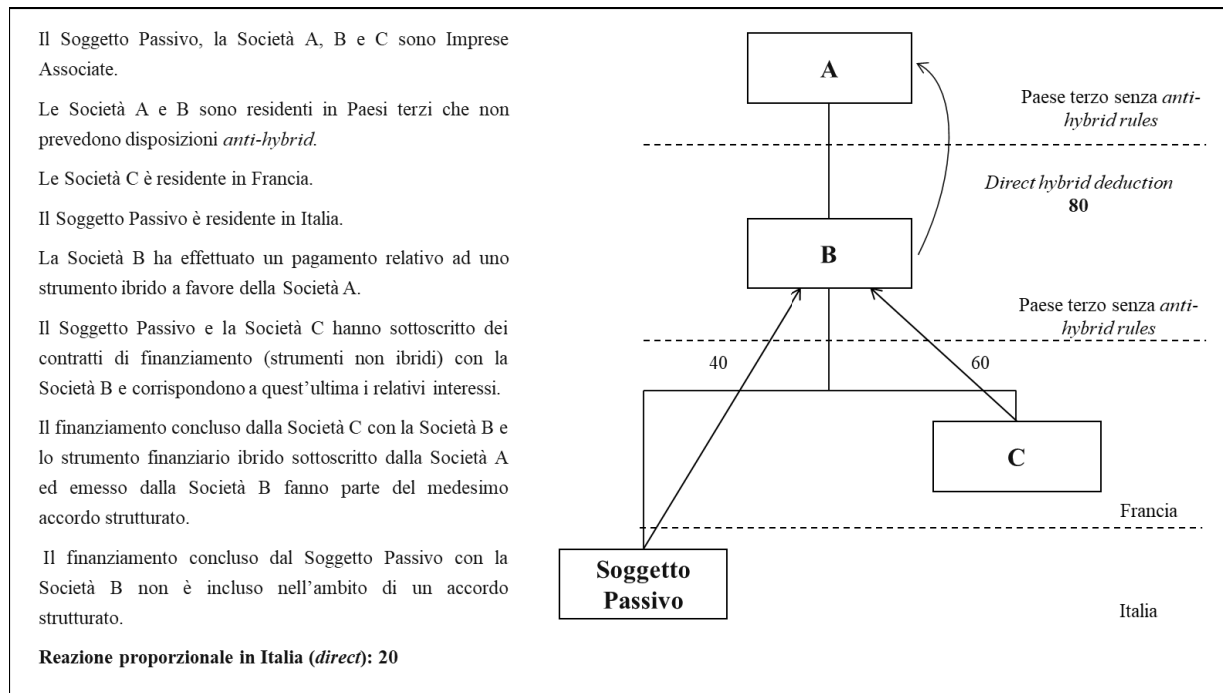 Il Soggetto Passivo, la Società A, B e C sono Imprese
Associate.
Le Società A e B sono residenti in Paesi terzi che non
prevedono disposizioni anti-hybrid.
Le Società C è residente in Francia.
Il Soggetto Passivo è residente in Italia.
La Società B ha effettuato un pagamento relativo ad uno
strumento ibrido a favore della Società A.
Il Soggetto Passivo e la Società C hanno sottoscritto dei
contratti di finanziamento (strumenti non ibridi) con la
Società B e corrispondono a quest'ultima i relativi interessi.
Il finanziamento concluso dalla Società C con la Società B e
lo strumento finanziario ibrido sottoscritto dalla Società A
ed emesso dalla Società B fanno parte del medesimo
accordo strutturato.
Il finanziamento concluso dal Soggetto Passivo con la
Società B non è incluso nell'ambito di un accordo
strutturato.
Reazione proporzionale in Italia (direct): 20
A
Paese terzo senza anti-
hybrid rules
Direct hybrid deduction
80
B
Paese terzo senza anti-
hybrid rules
40
60
C
Francia
Soggetto
Passivo
Italia